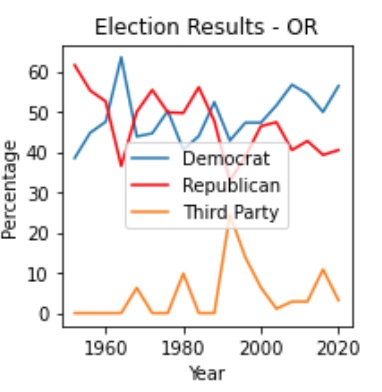 Election Results - OR
Percentage
60
50
40
30
20
10
0
Democrat
Republican
Third Party
1960 1980 2000 2020
Year